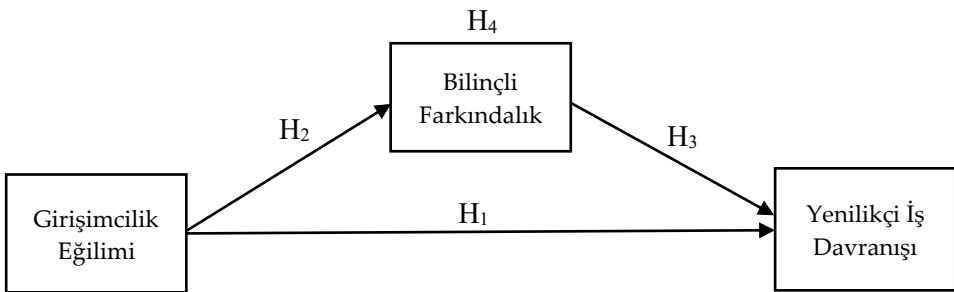 H₄
Bilinçli
Farkındalık
H₂
H₃
Girişimcilik
Eğilimi
H₁
Yenilikçi İş
Davranışı